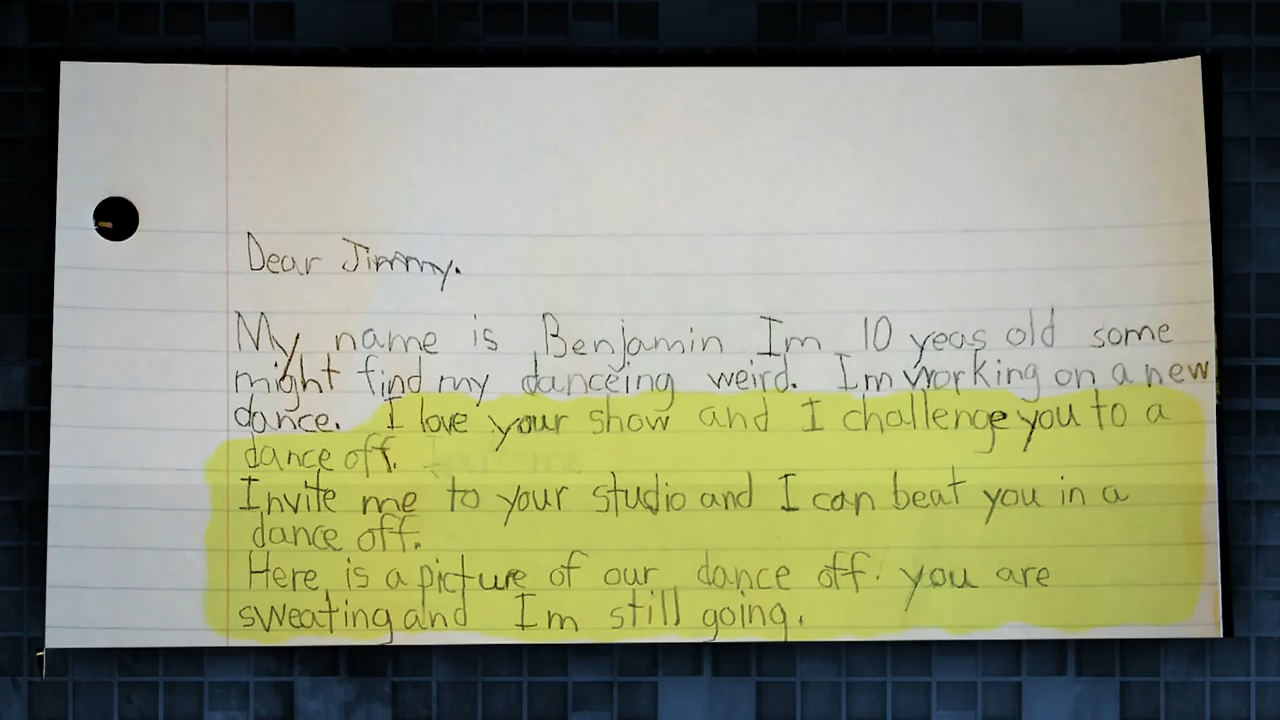 Dear Jimmy.
My name is Benjamin Im 10 yeas old some
might find my danceing weird. Im working on a new
dance. I love your show and I challenge you to a
dance off.
Invite me to your studio and I can beat you in a
dance off.
Here is a picture of our dance off. you are
sweating and Im still going.